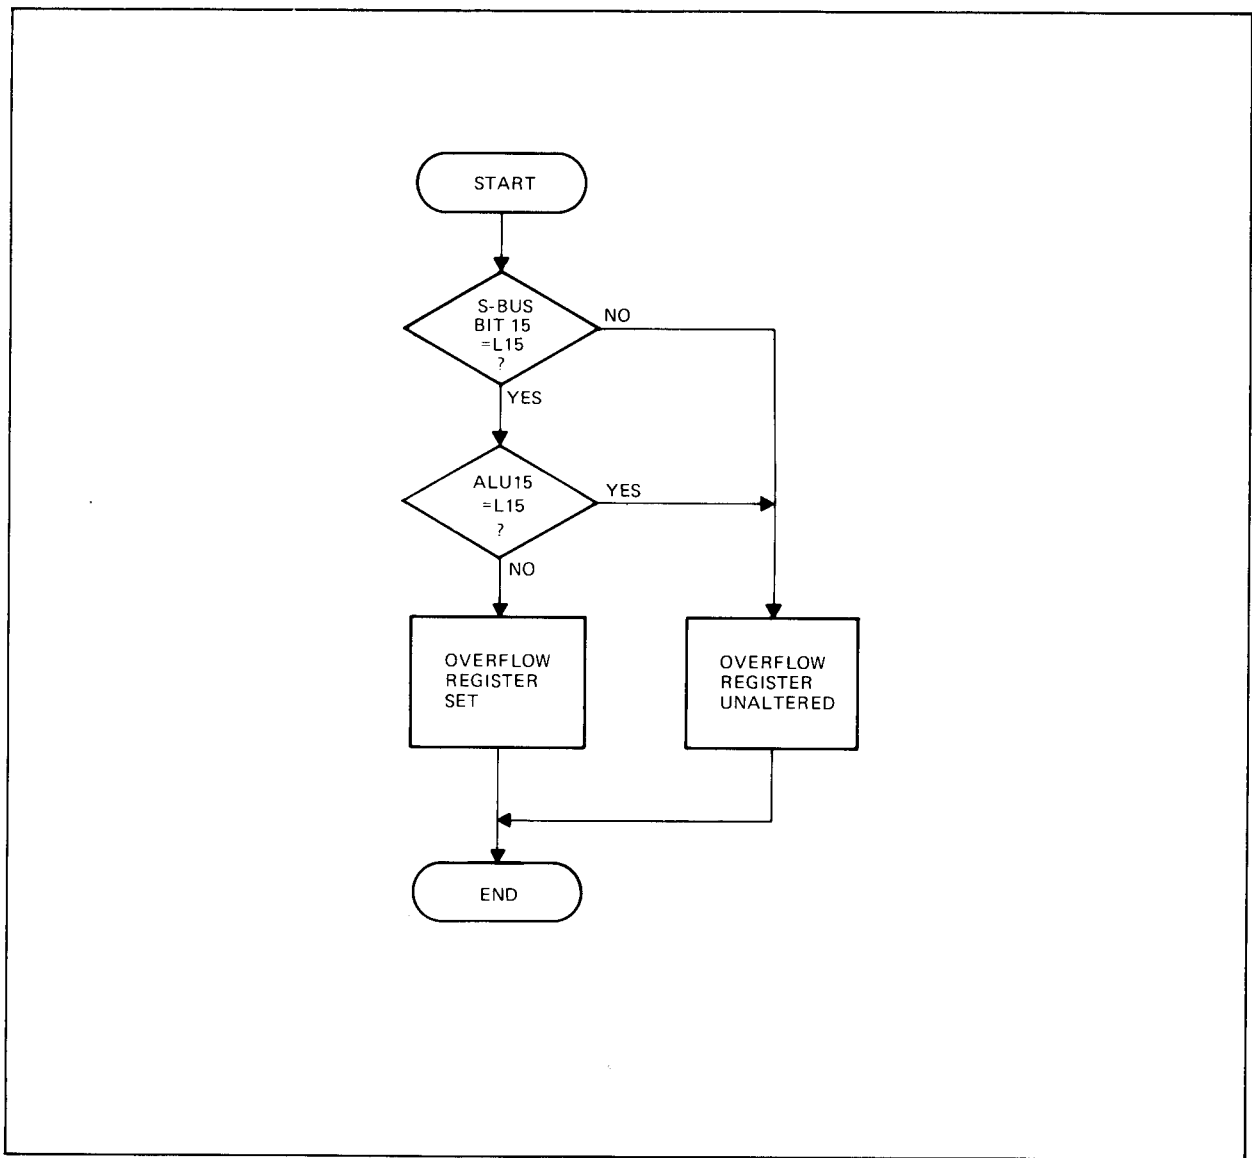 START
S-BUS
BIT 15
=L15
?
NO
YES
ALU15
=L15
?
YES
NO
OVERFLOW
REGISTER
SET
OVERFLOW
REGISTER
UNALTERED
END